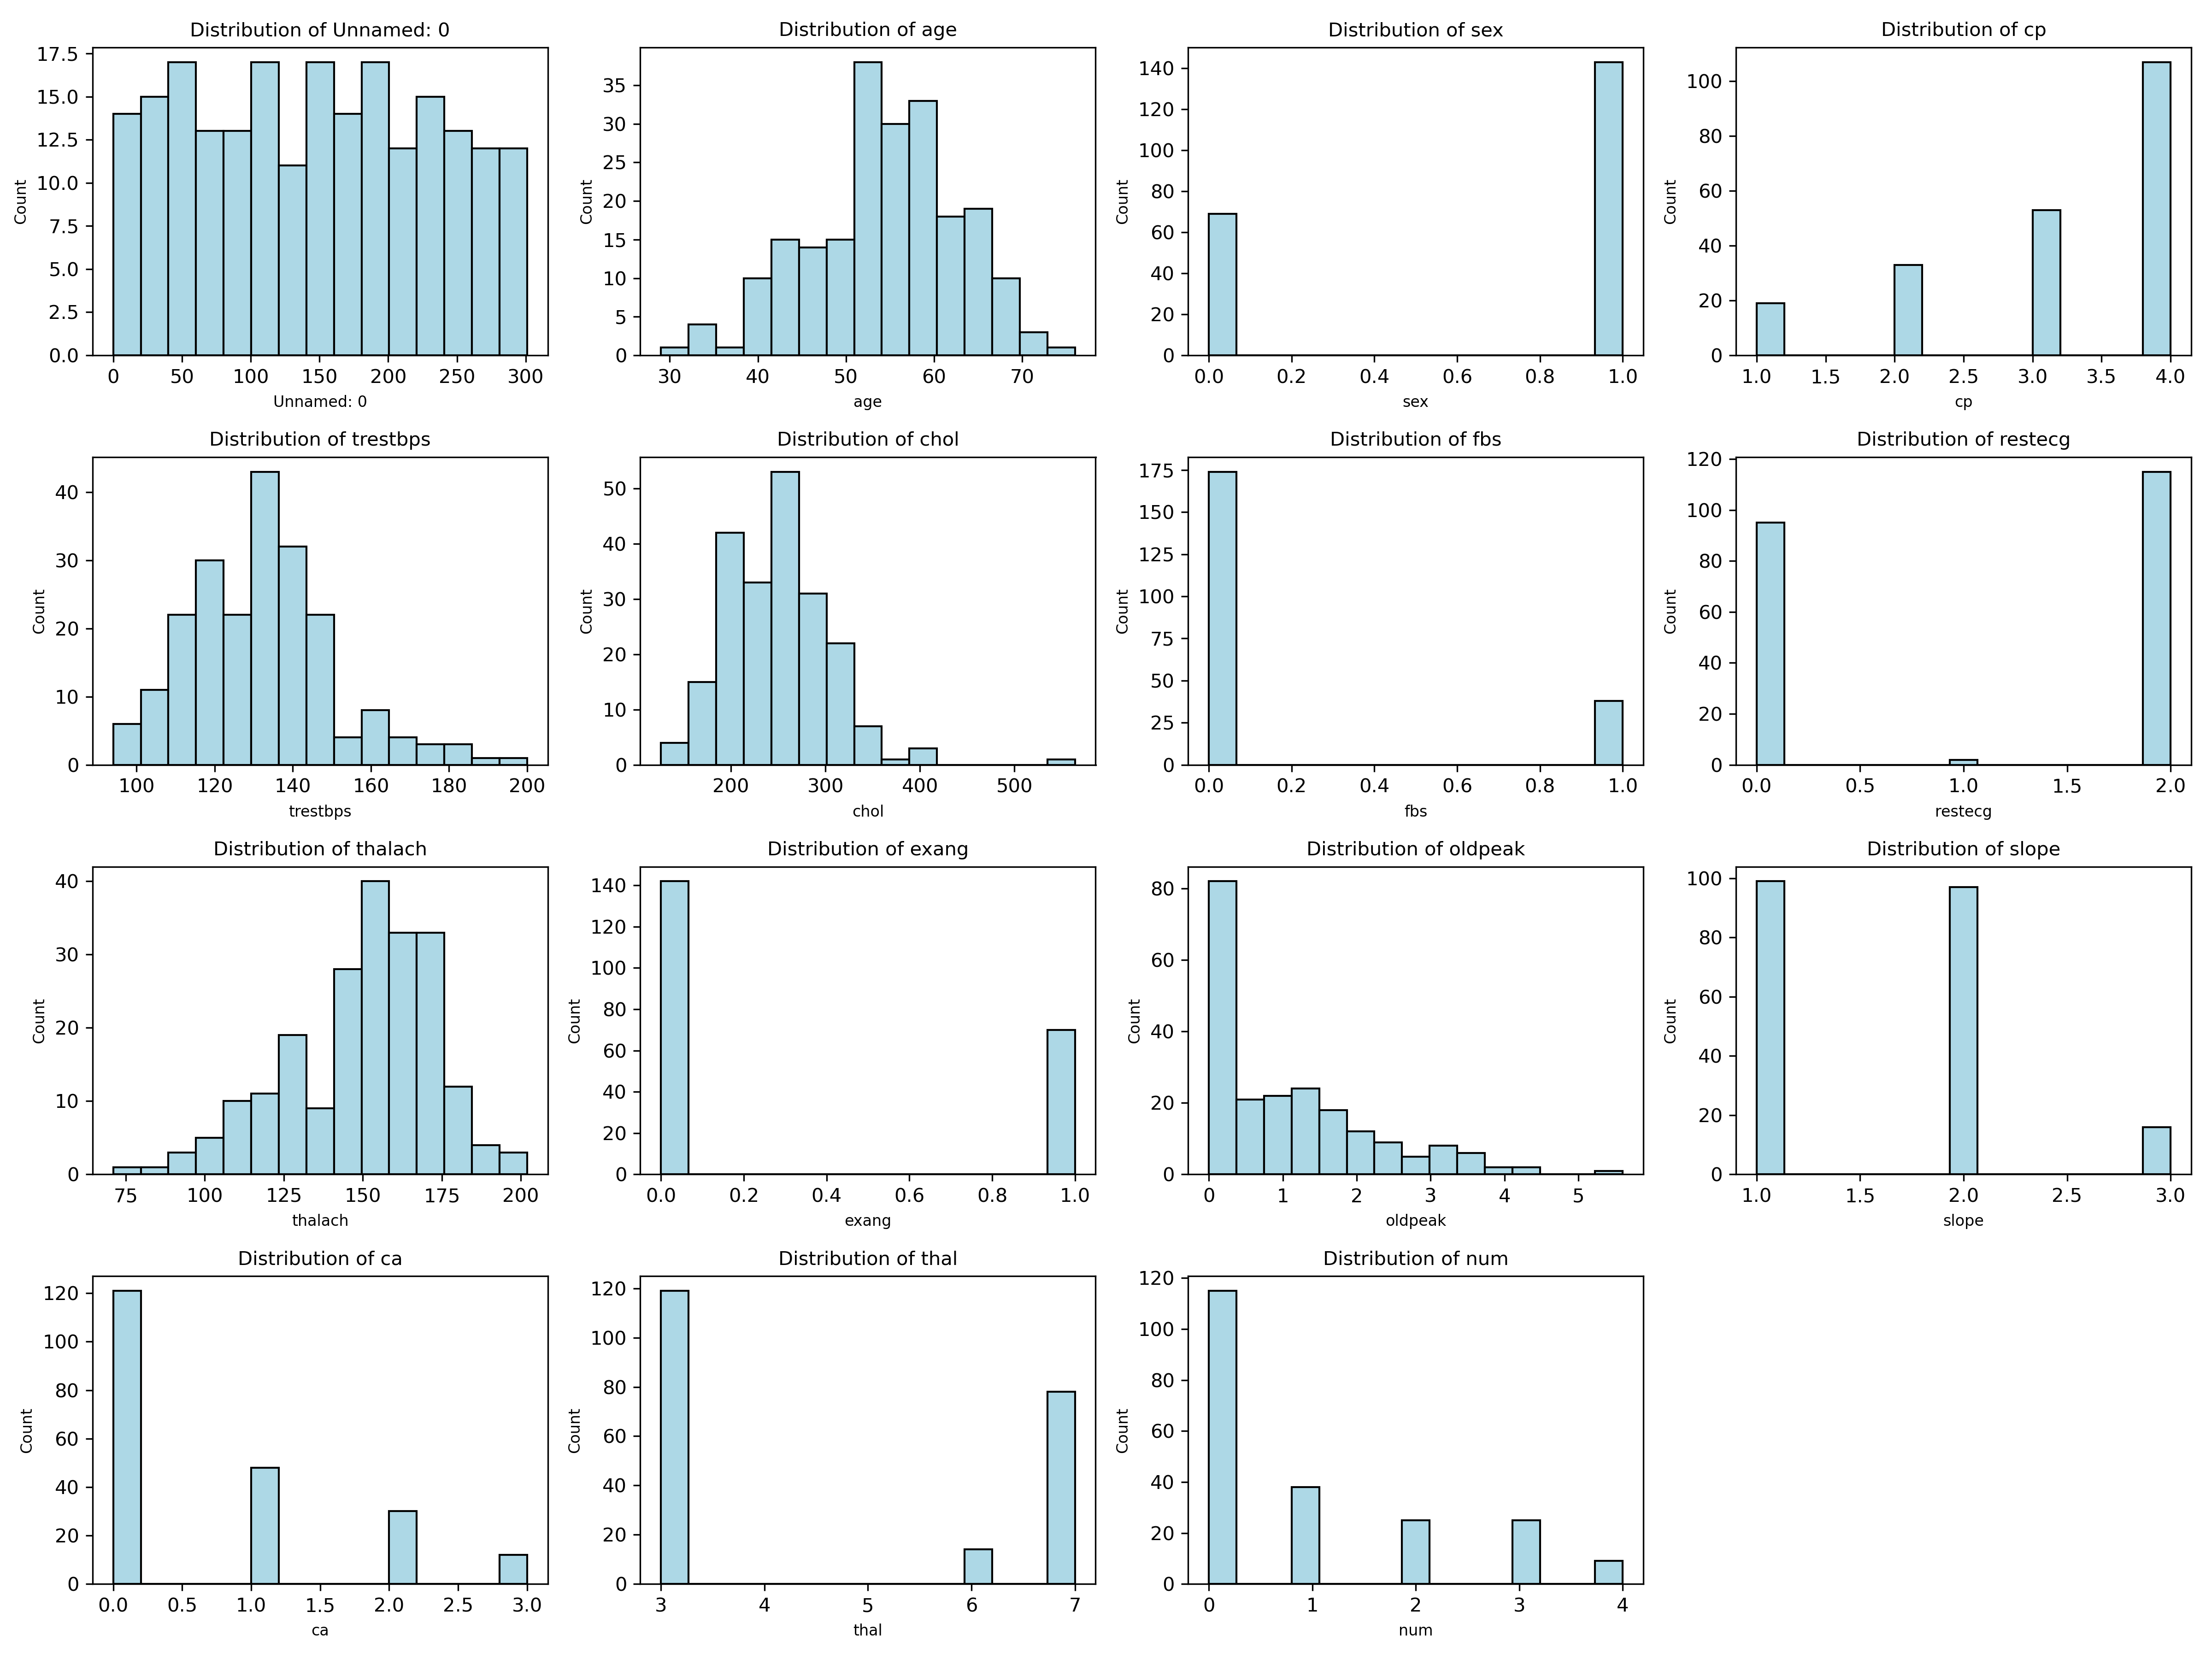 Distribution of Unnamed: 0
17.5
15.0
12.5
10.0
7.5
5.0
2.5
0.0
Count
0 50 100 150 200 250 300
Unnamed: 0
Distribution of age
35
30
25
20
15
10
5
0
Count
30 40 50 60 70
age
Distribution of sex
140
120
100
80
60
40
20
0
Count
0.0 0.2 0.4 0.6 0.8 1.0
sex
Distribution of cp
100
80
60
40
20
0
Count
1.0 1.5 2.0 2.5 3.0 3.5 4.0
cp
Distribution of trestbps
40
30
20
10
0
Count
100 120 140 160 180 200
trestbps
Distribution of chol
50
40
30
20
10
0
Count
200 300 400 500
chol
Distribution of fbs
175
150
125
100
75
50
25
0
Count
0.0 0.2 0.4 0.6 0.8 1.0
fbs
Distribution of restecg
120
100
80
60
40
20
0
Count
0.0 0.5 1.0 1.5 2.0
restecg
Distribution of thalach
40
30
20
10
0
Count
75 100 125 150 175 200
thalach
Distribution of exang
140
120
100
80
60
40
20
0
Count
0.0 0.2 0.4 0.6 0.8 1.0
exang
Distribution of oldpeak
80
60
40
20
0
Count
0 1 2 3 4 5
oldpeak
Distribution of slope
100
80
60
40
20
0
Count
1.0 1.5 2.0 2.5 3.0
slope
Distribution of ca
120
100
80
60
40
20
0
Count
0.0 0.5 1.0 1.5 2.0 2.5 3.0
ca
Distribution of thal
120
100
80
60
40
20
0
Count
3 4 5 6 7
thal
Distribution of num
120
100
80
60
40
20
0
Count
0 1 2 3 4
num